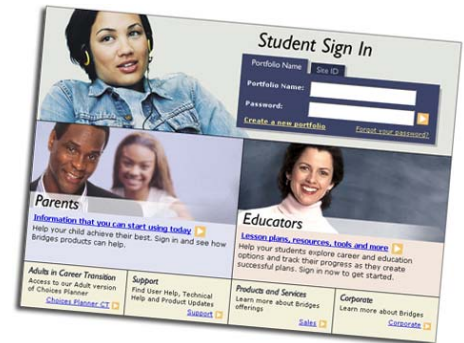 Student Sign In
Portfolio Name
Site ID
Portfolio Name:
Password:
Create a new portfolio
Forgot your password?
Parents
Information that you can start using today
Help your child achieve their best. Sign in and see how
Bridges products can help.
Educators
Lesson plans, resources, tools and more
Help your students explore career and education
options and track their progress as they create
successful plans. Sign in now to get started.
Adults in Career Transition
Access to our Adult version
of Choices Planner
Choices Planner CT
Support
Find User Help, Technical
Help and Product Updates
Support
Products and Services
Learn more about Bridges
offerings
Sales
Corporate
Learn more about Bridges
Corporate